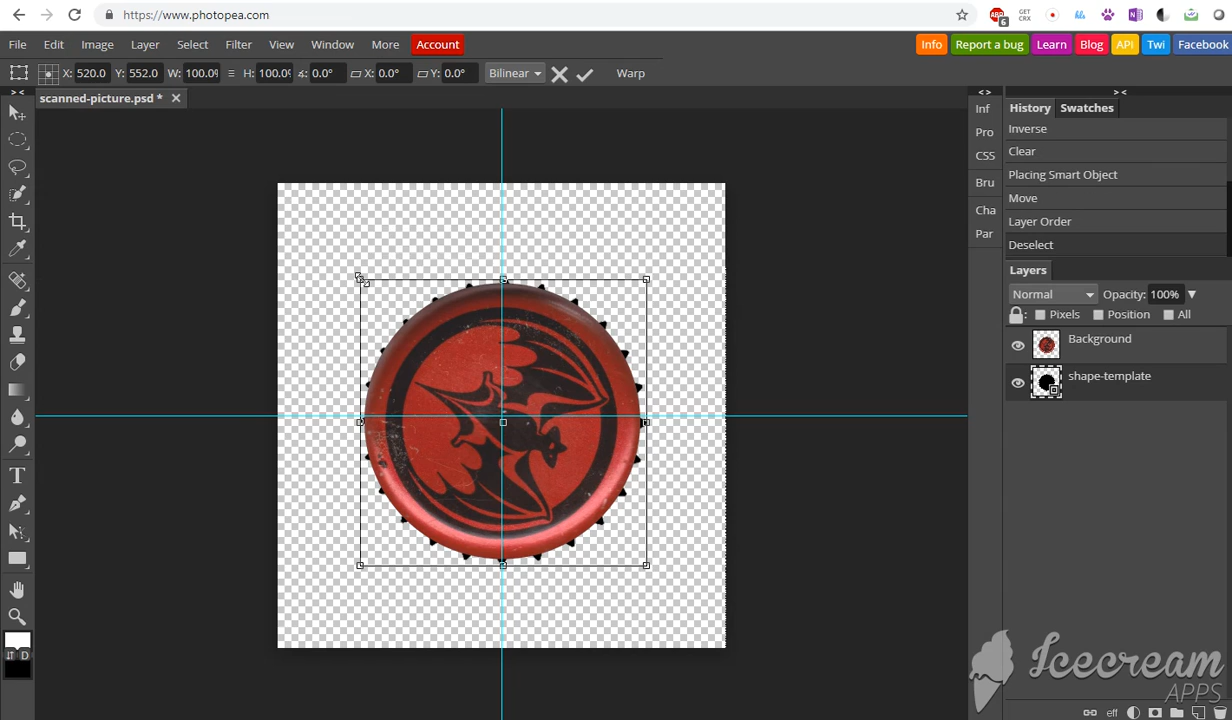 https://www.photopea.com
6
GET
CRX
File Edit Image Layer Select Filter View Window More Account
Info Report a bug Learn Blog API Twi Facebook
X: 520.0 Y: 552.0 W: 100.0% H: 100.0% 0.0° X: 0.0° Y: 0.0° Bilinear Warp
scanned-picture.psd *
Inf
Pro
CSS
Bru
Cha
Par
History Swatches
Inverse
Clear
Placing Smart Object
Move
Layer Order
Deselect
Layers
Normal Opacity: 100%
Pixels Position All
Background
shape-template
D
eff
Icecream
APPS